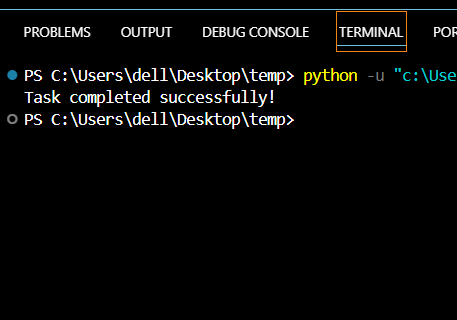 PROBLEMS OUTPUT DEBUG CONSOLE TERMINAL
PS C:\Users\dell\Desktop\temp> python -u "c:\Use
Task completed successfully!
PS C:\Users\dell\Desktop\temp>